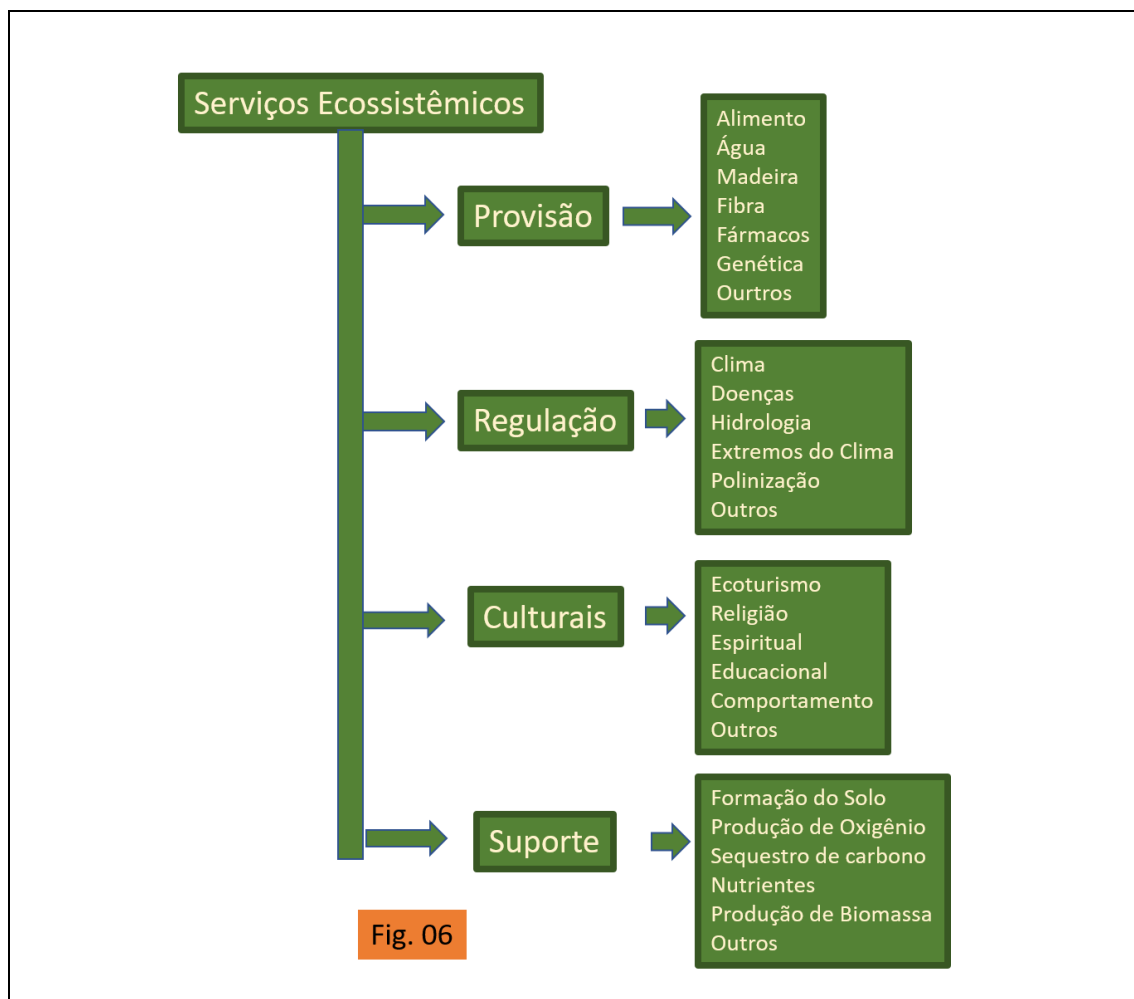 Serviços Ecossistêmicos
Provisão
Alimento
Água
Madeira
Fibra
Fármacos
Genética
Ourtros
Regulação
Clima
Doenças
Hidrologia
Extremos do Clima
Polinização
Outros
Culturais
Ecoturismo
Religião
Espiritual
Educacional
Comportamento
Outros
Suporte
Formação do Solo
Produção de Oxigênio
Sequestro de carbono
Nutrientes
Produção de Biomassa
Outros
Fig. 06